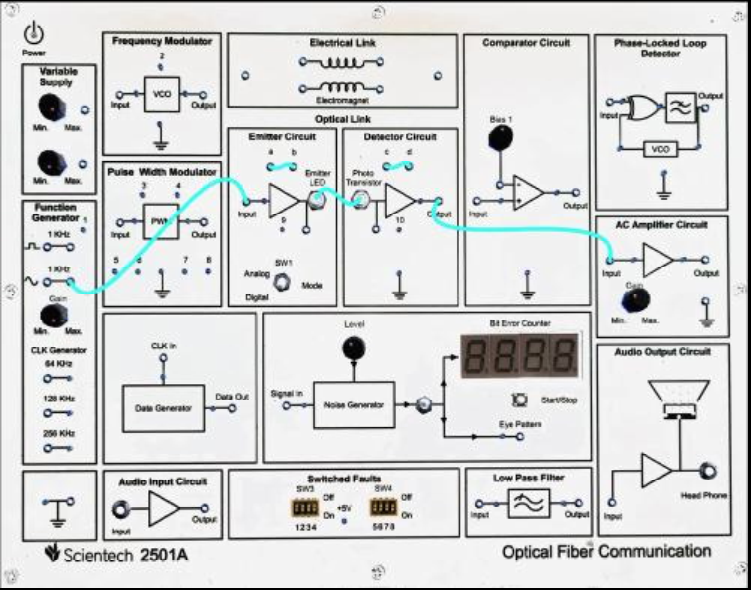 Power
Variable
Supply
Min. Max.
Min. Max.
Function
Generator
1
1 KHz
1 KHz
Gain
Min. Max.
CLK Generator
64 KHz
128 KHz
256 KHz
Frequency Modulator
2
VCO
Input Output
Pulse Width Modulator
3 4
PWM
Input Output
5 6 7 8
Electrical Link
Electromagnet
Optical Link
Emitter Circuit
a b
Emitter
LED
Input
9
SW1
Analog
Mode
Digital
Detector Circuit
c d
Photo
Transistor
Output
10
Comparator Circuit
Bias 1
Input
Output
Phase-Locked Loop
Detector
Output
Input
VCO
AC Amplifier Circuit
Input Output
Gain
Min. Max.
CLK In
Data Generator
Data Out
Level
Signal In
Noise Generator
Bit Error Counter
Start/Stop
Eye Pattern
Audio Output Circuit
Input
Head Phone
Audio Input Circuit
Input
Output
Switched Faults
SW3 SW4
Off Off
+5V
On On
1234 5678
Low Pass Filter
Input Output
Scientech 2501A
Optical Fiber Communication